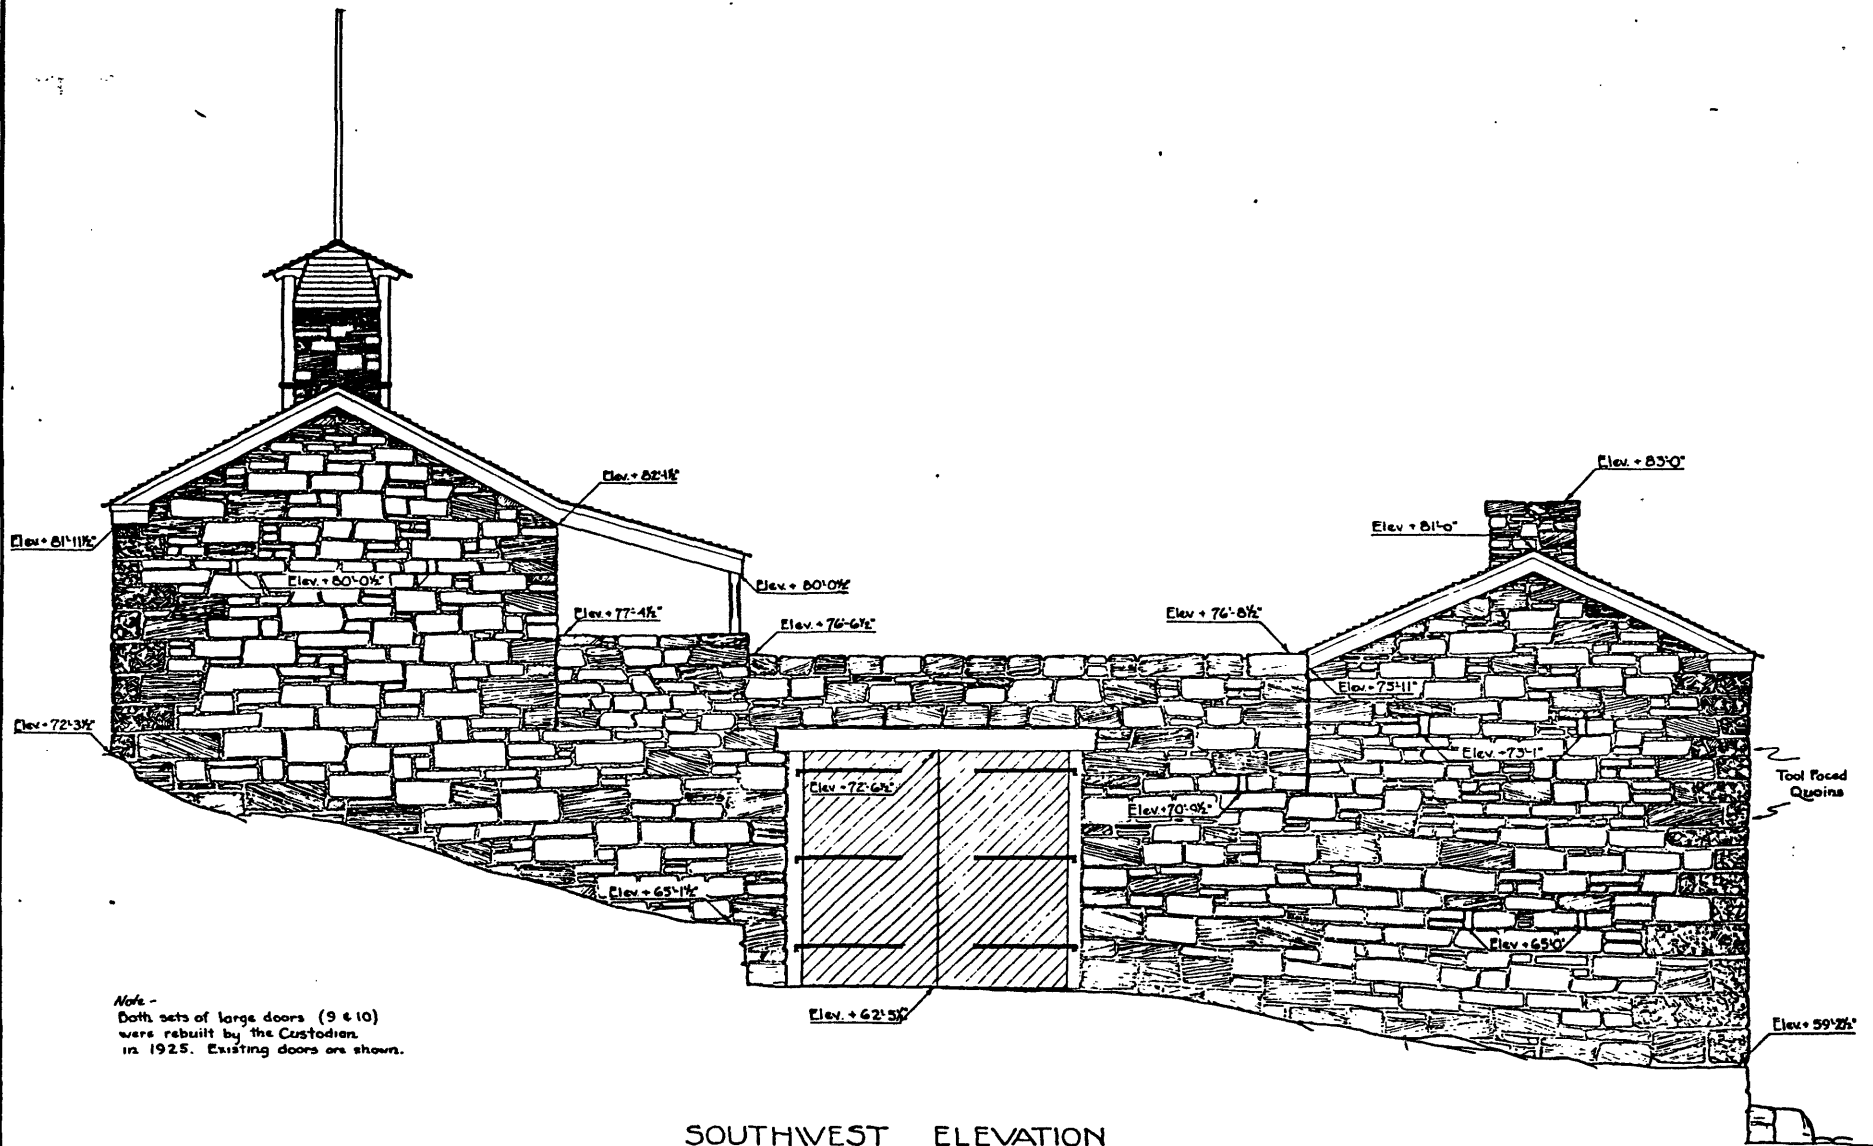 Elev. + 83'-0"
Elev. + 82'-1½"
Elev. + 81'-0"
Elev. + 81'-11½"
Elev. + 80'-0½"
Elev. + 80'-0½"
Elev. + 77'-4½"
Elev. + 76'-6½"
Elev. + 76'-8½"
Elev. + 75'-11"
Elev. + 72'-3½"
Elev. + 73'-1"
Tool Faced
Quoins
Elev. + 72'-6½"
Elev. + 70'-9½"
Elev. + 65'-1½"
Elev. + 65'-0"
Note -
Both sets of large doors (9 & 10)
were rebuilt by the Custodian
in 1925. Existing doors are shown.
Elev. + 62'-5½"
Elev. + 59'-2½"
SOUTHWEST ELEVATION